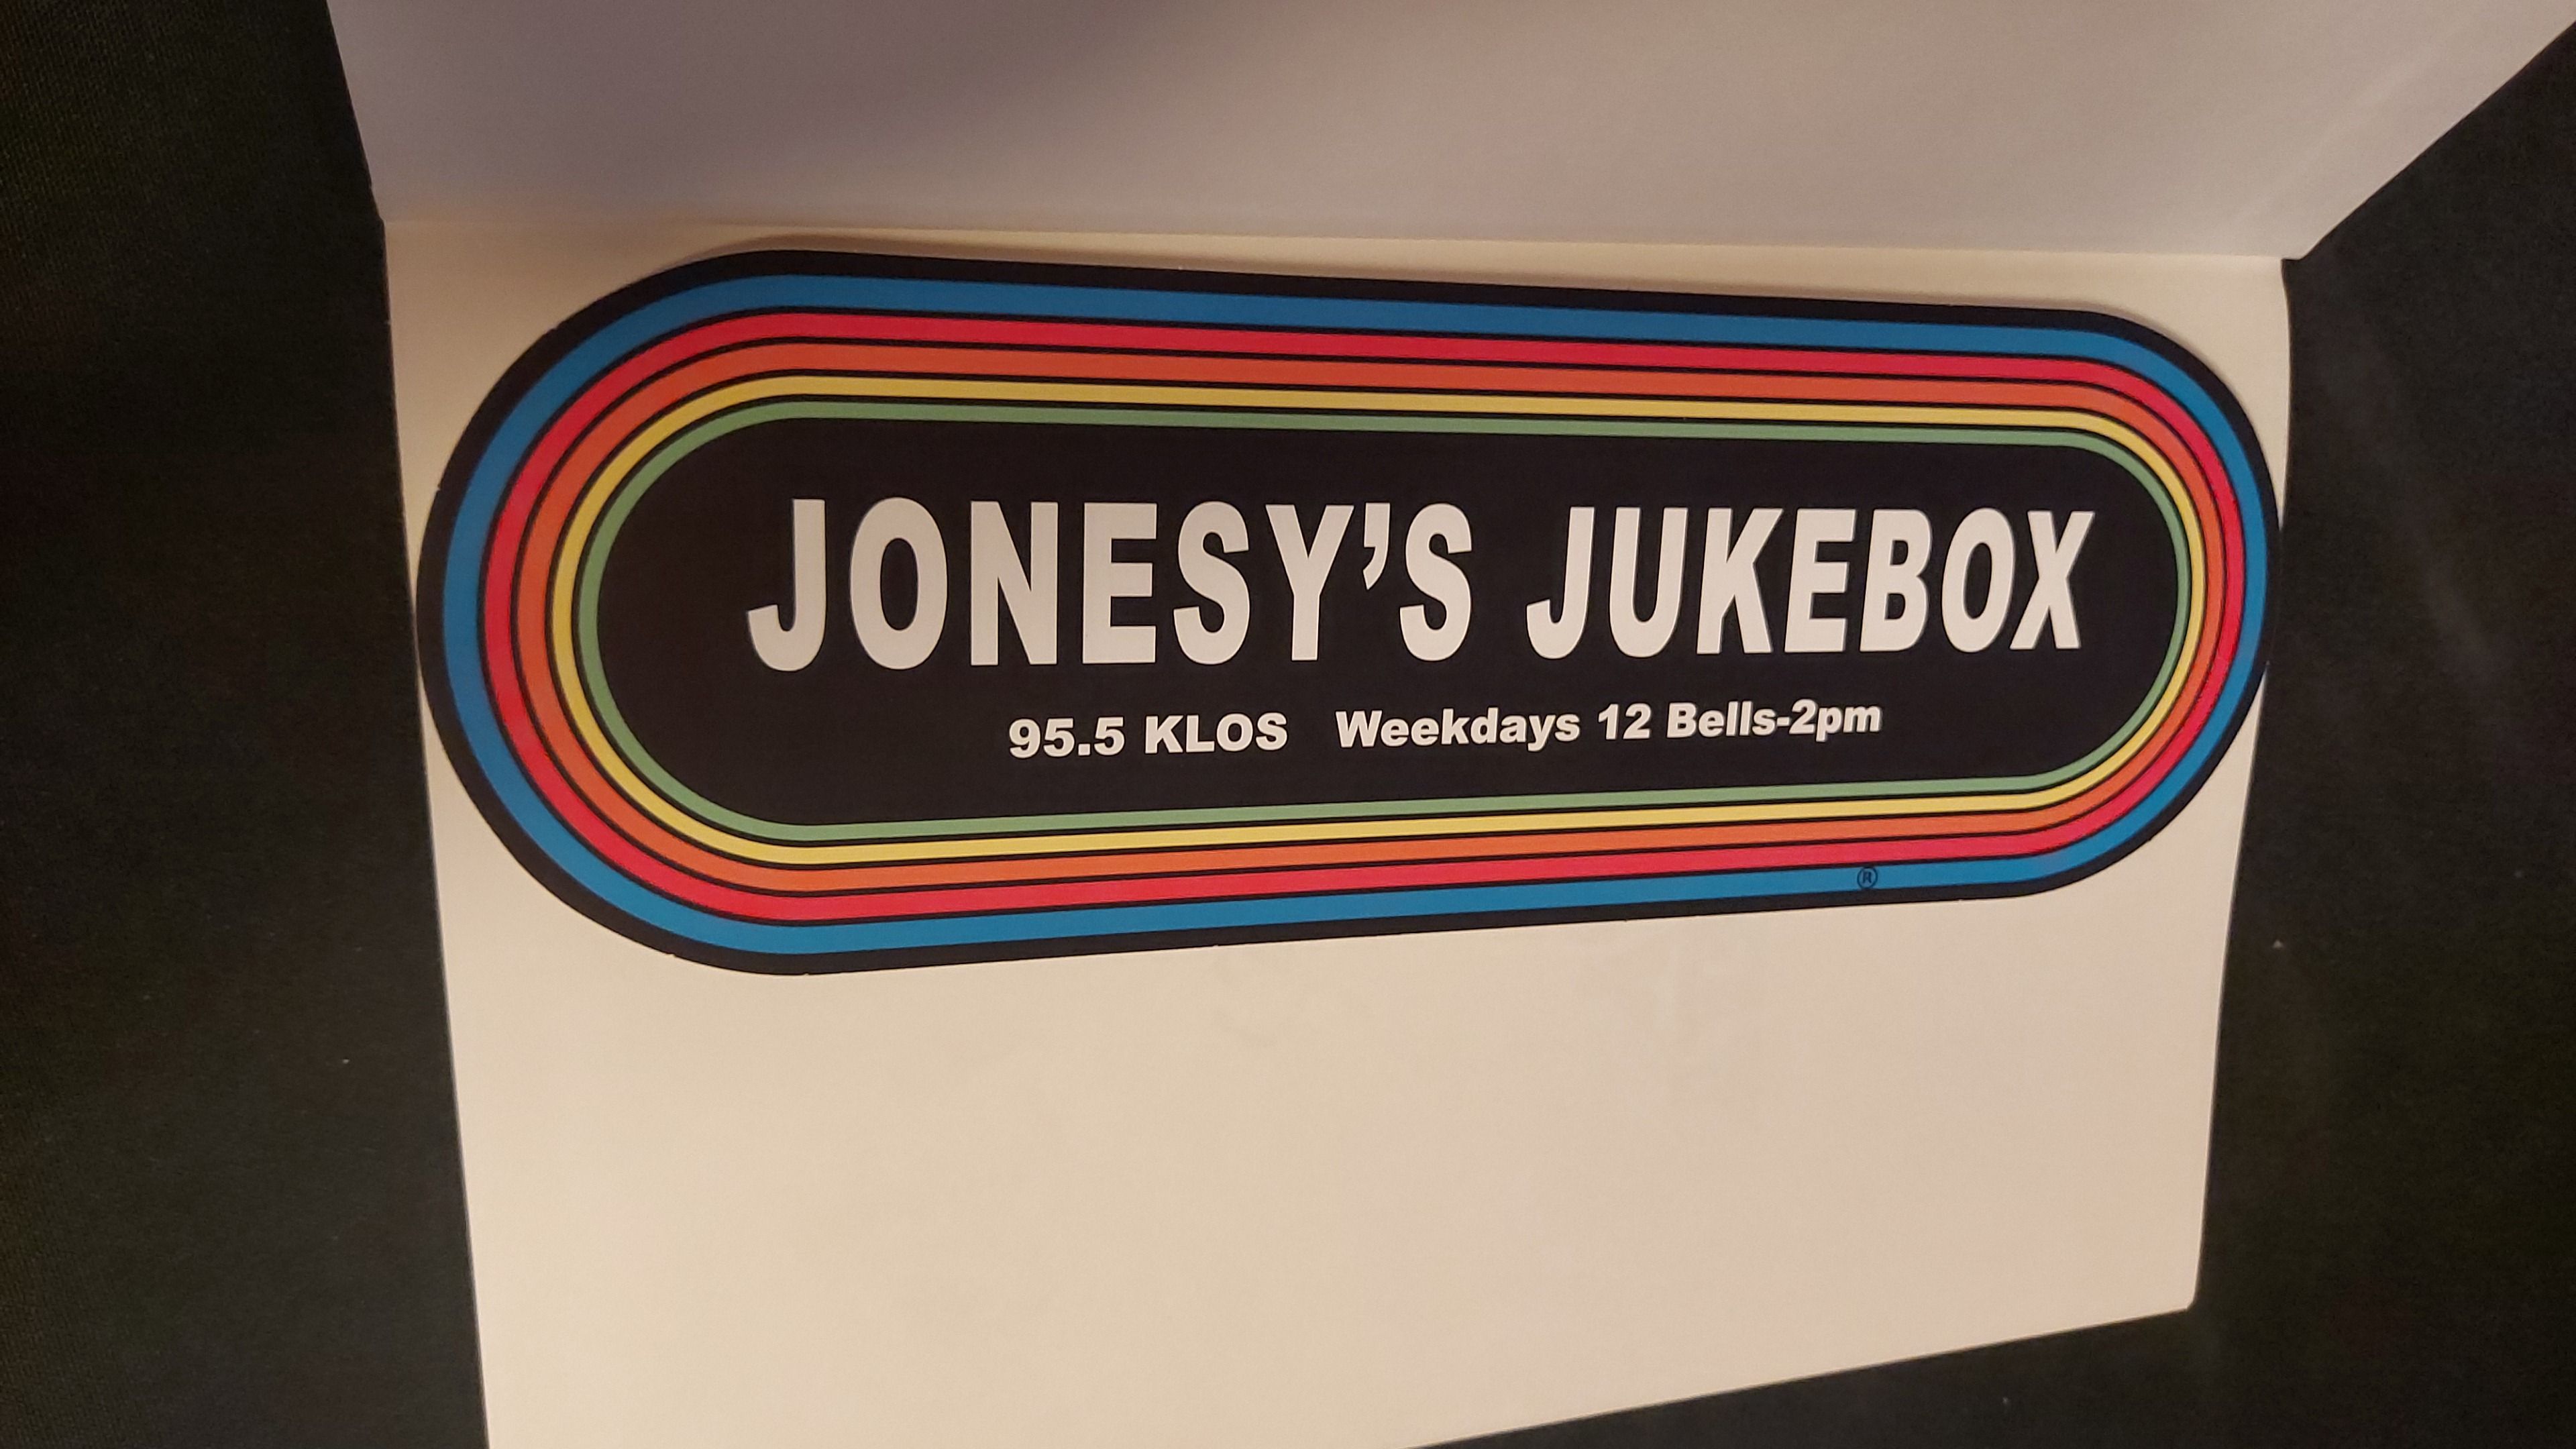 JONESY’S JUKEBOX
95.5 KLOS Weekdays 12 Bells-2pm
®